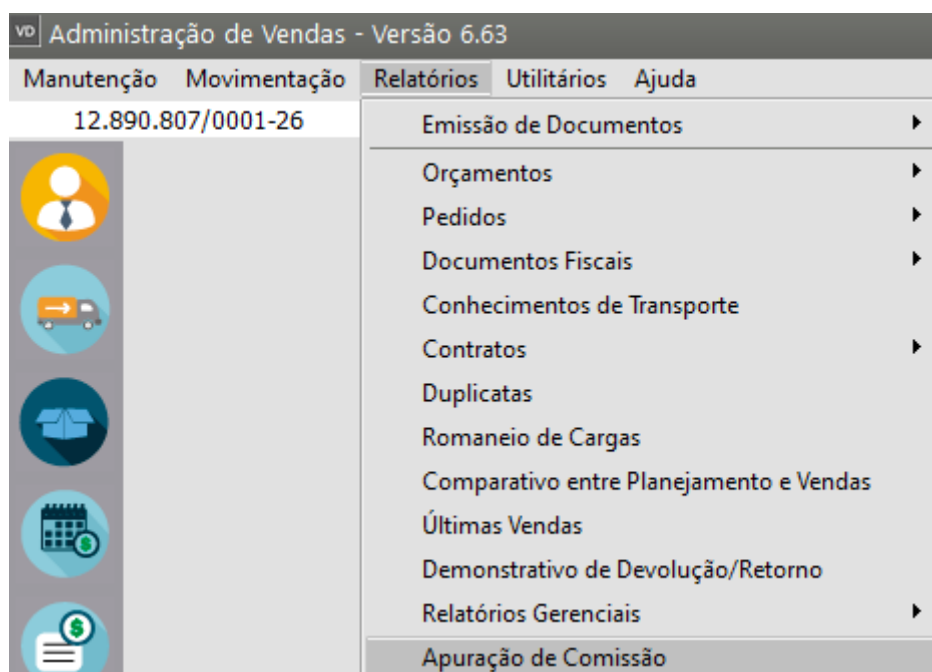 VD Administração de Vendas - Versão 6.63
Manutenção Movimentação Relatórios Utilitários Ajuda
12.890.807/0001-26
Emissão de Documentos
Orçamentos
Pedidos
Documentos Fiscais
Conhecimentos de Transporte
Contratos
Duplicatas
Romaneio de Cargas
Comparativo entre Planejamento e Vendas
Últimas Vendas
Demonstrativo de Devolução/Retorno
Relatórios Gerenciais
Apuração de Comissão